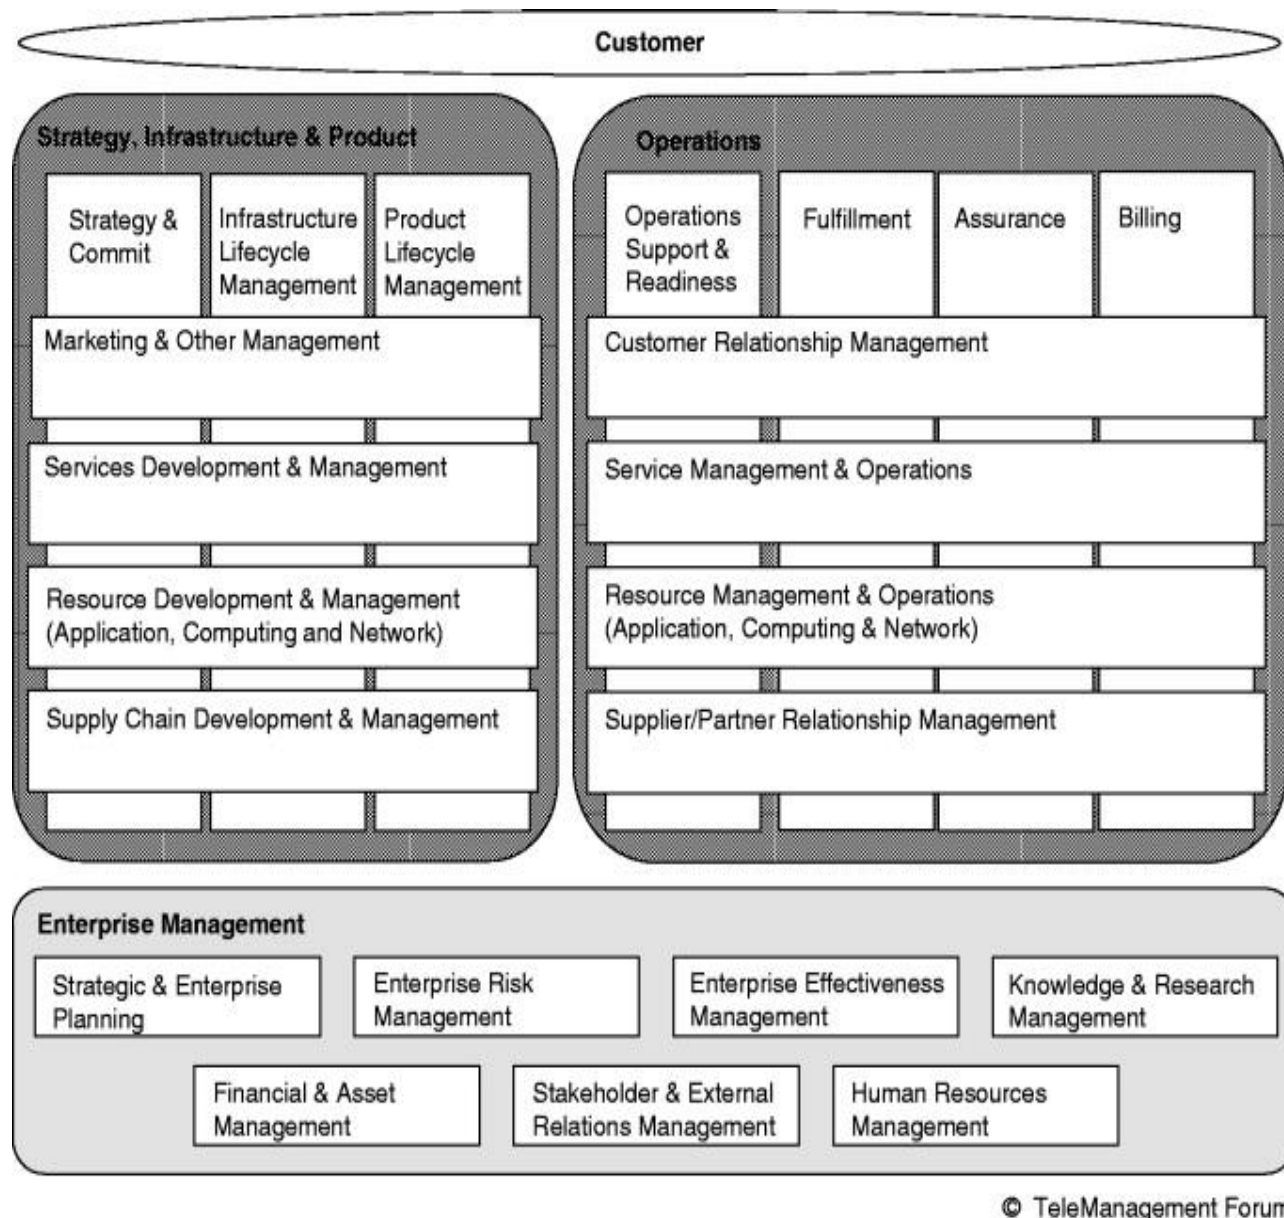 Customer
Strategy, Infrastructure & Product
Strategy &
Commit
Infrastructure
Lifecycle
Management
Product
Lifecycle
Management
Marketing & Other Management
Services Development & Management
Resource Development & Management
(Application, Computing and Network)
Supply Chain Development & Management
Operations
Operations
Support &
Readiness
Fulfillment
Assurance
Billing
Customer Relationship Management
Service Management & Operations
Resource Management & Operations
(Application, Computing & Network)
Supplier/Partner Relationship Management
Enterprise Management
Strategic & Enterprise
Planning
Enterprise Risk
Management
Enterprise Effectiveness
Management
Knowledge & Research
Management
Financial & Asset
Management
Stakeholder & External
Relations Management
Human Resources
Management
© TeleManagement Forum